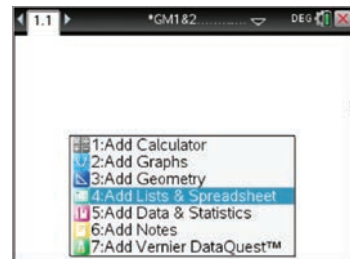 1.1 *GM1&2............ DEG
1:Add Calculator
2:Add Graphs
3:Add Geometry
4:Add Lists & Spreadsheet
5:Add Data & Statistics
6:Add Notes
7:Add Vernier DataQuest™